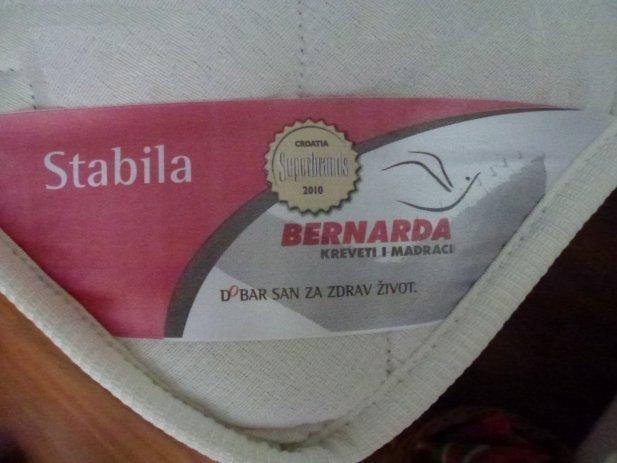 Stabila
CROATIA
Superbrands
2010
BERNARDA
KREVETI I MADRACI
DOBAR SAN ZA ZDRAV ŽIVOT.